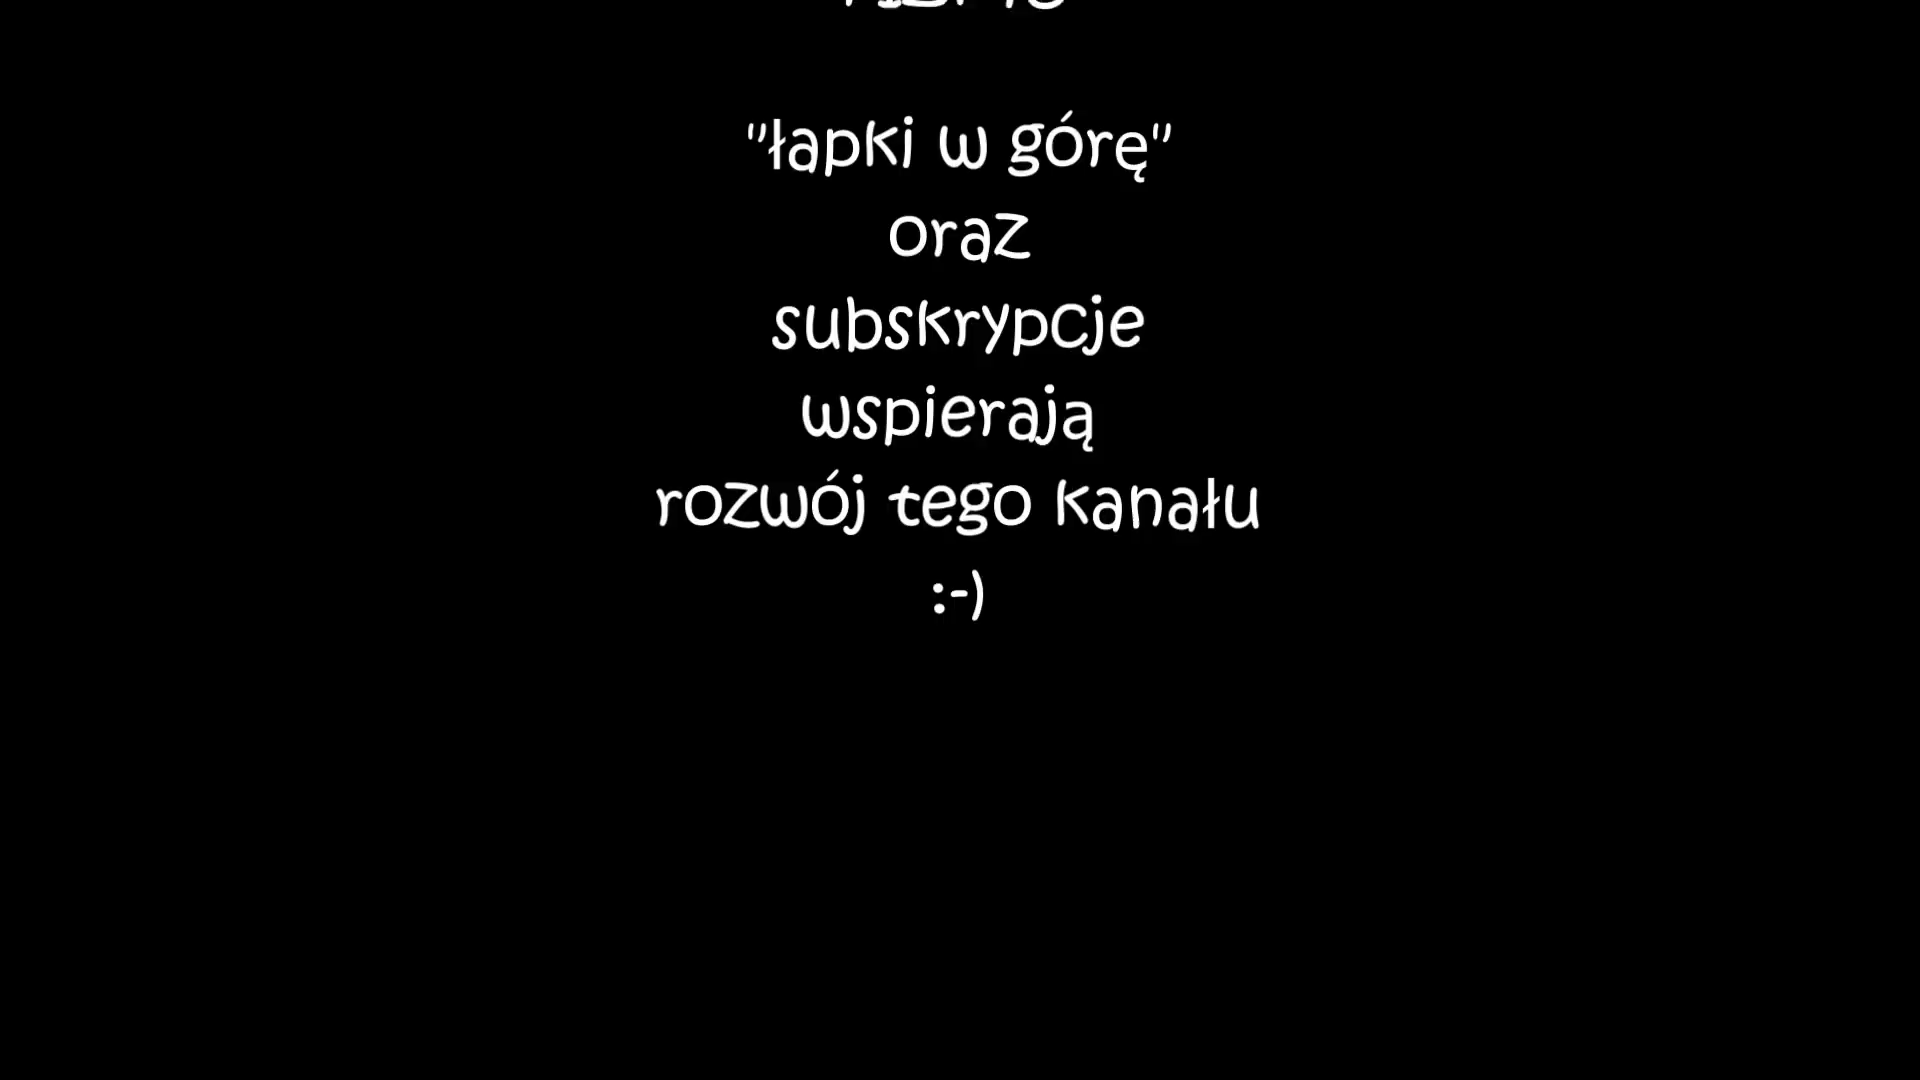 "łapki w górę"
oraz
subskrypcje
wspierają
rozwój tego kanału
:-)